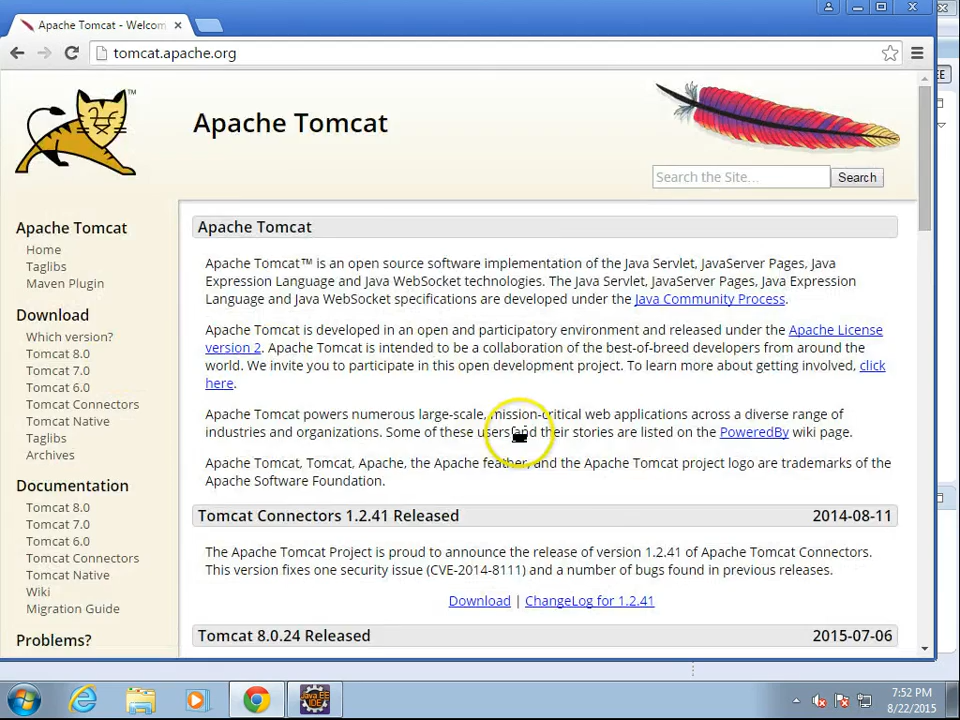 Apache Tomcat - Welcom
tomcat.apache.org
EE
TM
Apache Tomcat
Search the Site...
Search
Apache Tomcat
Home
Taglibs
Maven Plugin
Download
Which version?
Tomcat 8.0
Tomcat 7.0
Tomcat 6.0
Tomcat Connectors
Tomcat Native
Taglibs
Archives
Documentation
Tomcat 8.0
Tomcat 7.0
Tomcat 6.0
Tomcat Connectors
Tomcat Native
Wiki
Migration Guide
Problems?
Apache Tomcat
Apache Tomcat™ is an open source software implementation of the Java Servlet, JavaServer Pages, Java
Expression Language and Java WebSocket technologies. The Java Servlet, JavaServer Pages, Java Expression
Language and Java WebSocket specifications are developed under the Java Community Process.
Apache Tomcat is developed in an open and participatory environment and released under the Apache License
version 2. Apache Tomcat is intended to be a collaboration of the best-of-breed developers from around the
world. We invite you to participate in this open development project. To learn more about getting involved, click
here.
Apache Tomcat powers numerous large-scale, mission-critical web applications across a diverse range of
industries and organizations. Some of these users and their stories are listed on the PoweredBy wiki page.
Apache Tomcat, Tomcat, Apache, the Apache feather, and the Apache Tomcat project logo are trademarks of the
Apache Software Foundation.
Tomcat Connectors 1.2.41 Released 2014-08-11
The Apache Tomcat Project is proud to announce the release of version 1.2.41 of Apache Tomcat Connectors.
This version fixes one security issue (CVE-2014-8111) and a number of bugs found in previous releases.
Download | ChangeLog for 1.2.41
Tomcat 8.0.24 Released 2015-07-06
Java EE
IDE
7:52 PM
8/22/2015